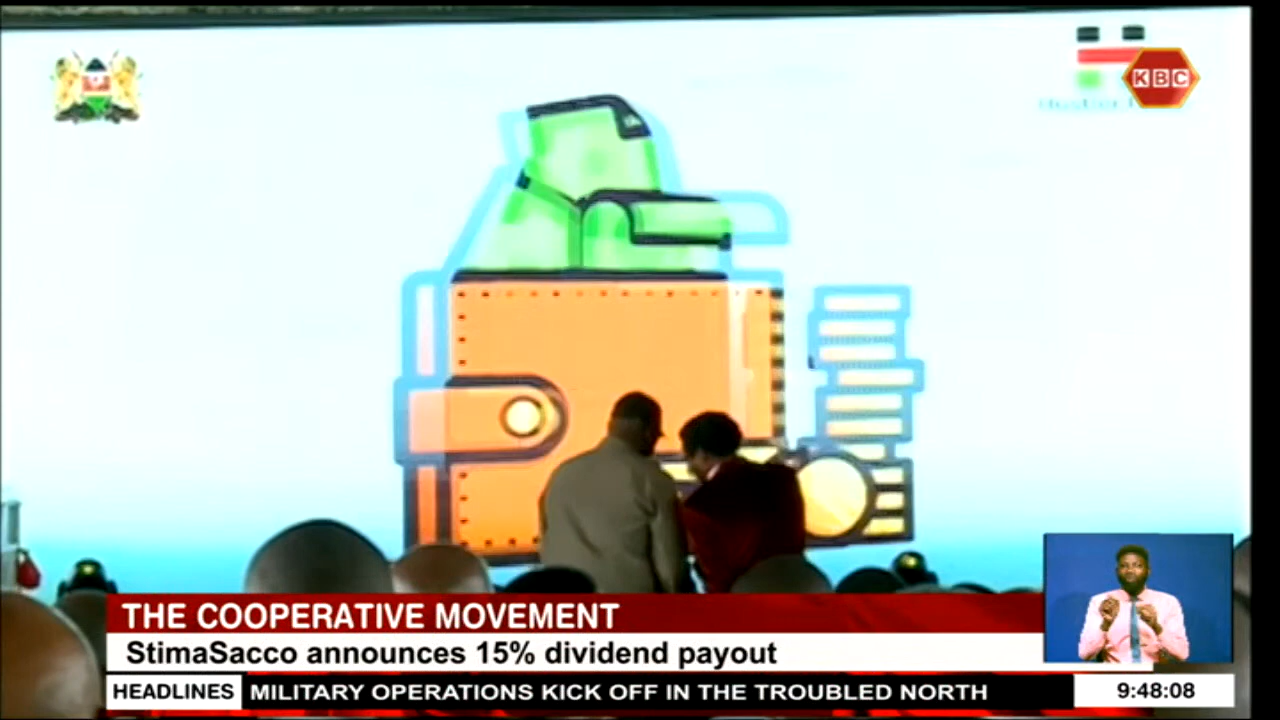 KBC
THE COOPERATIVE MOVEMENT
StimaSacco announces 15% dividend payout
HEADLINES MILITARY OPERATIONS KICK OFF IN THE TROUBLED NORTH
9:48:08